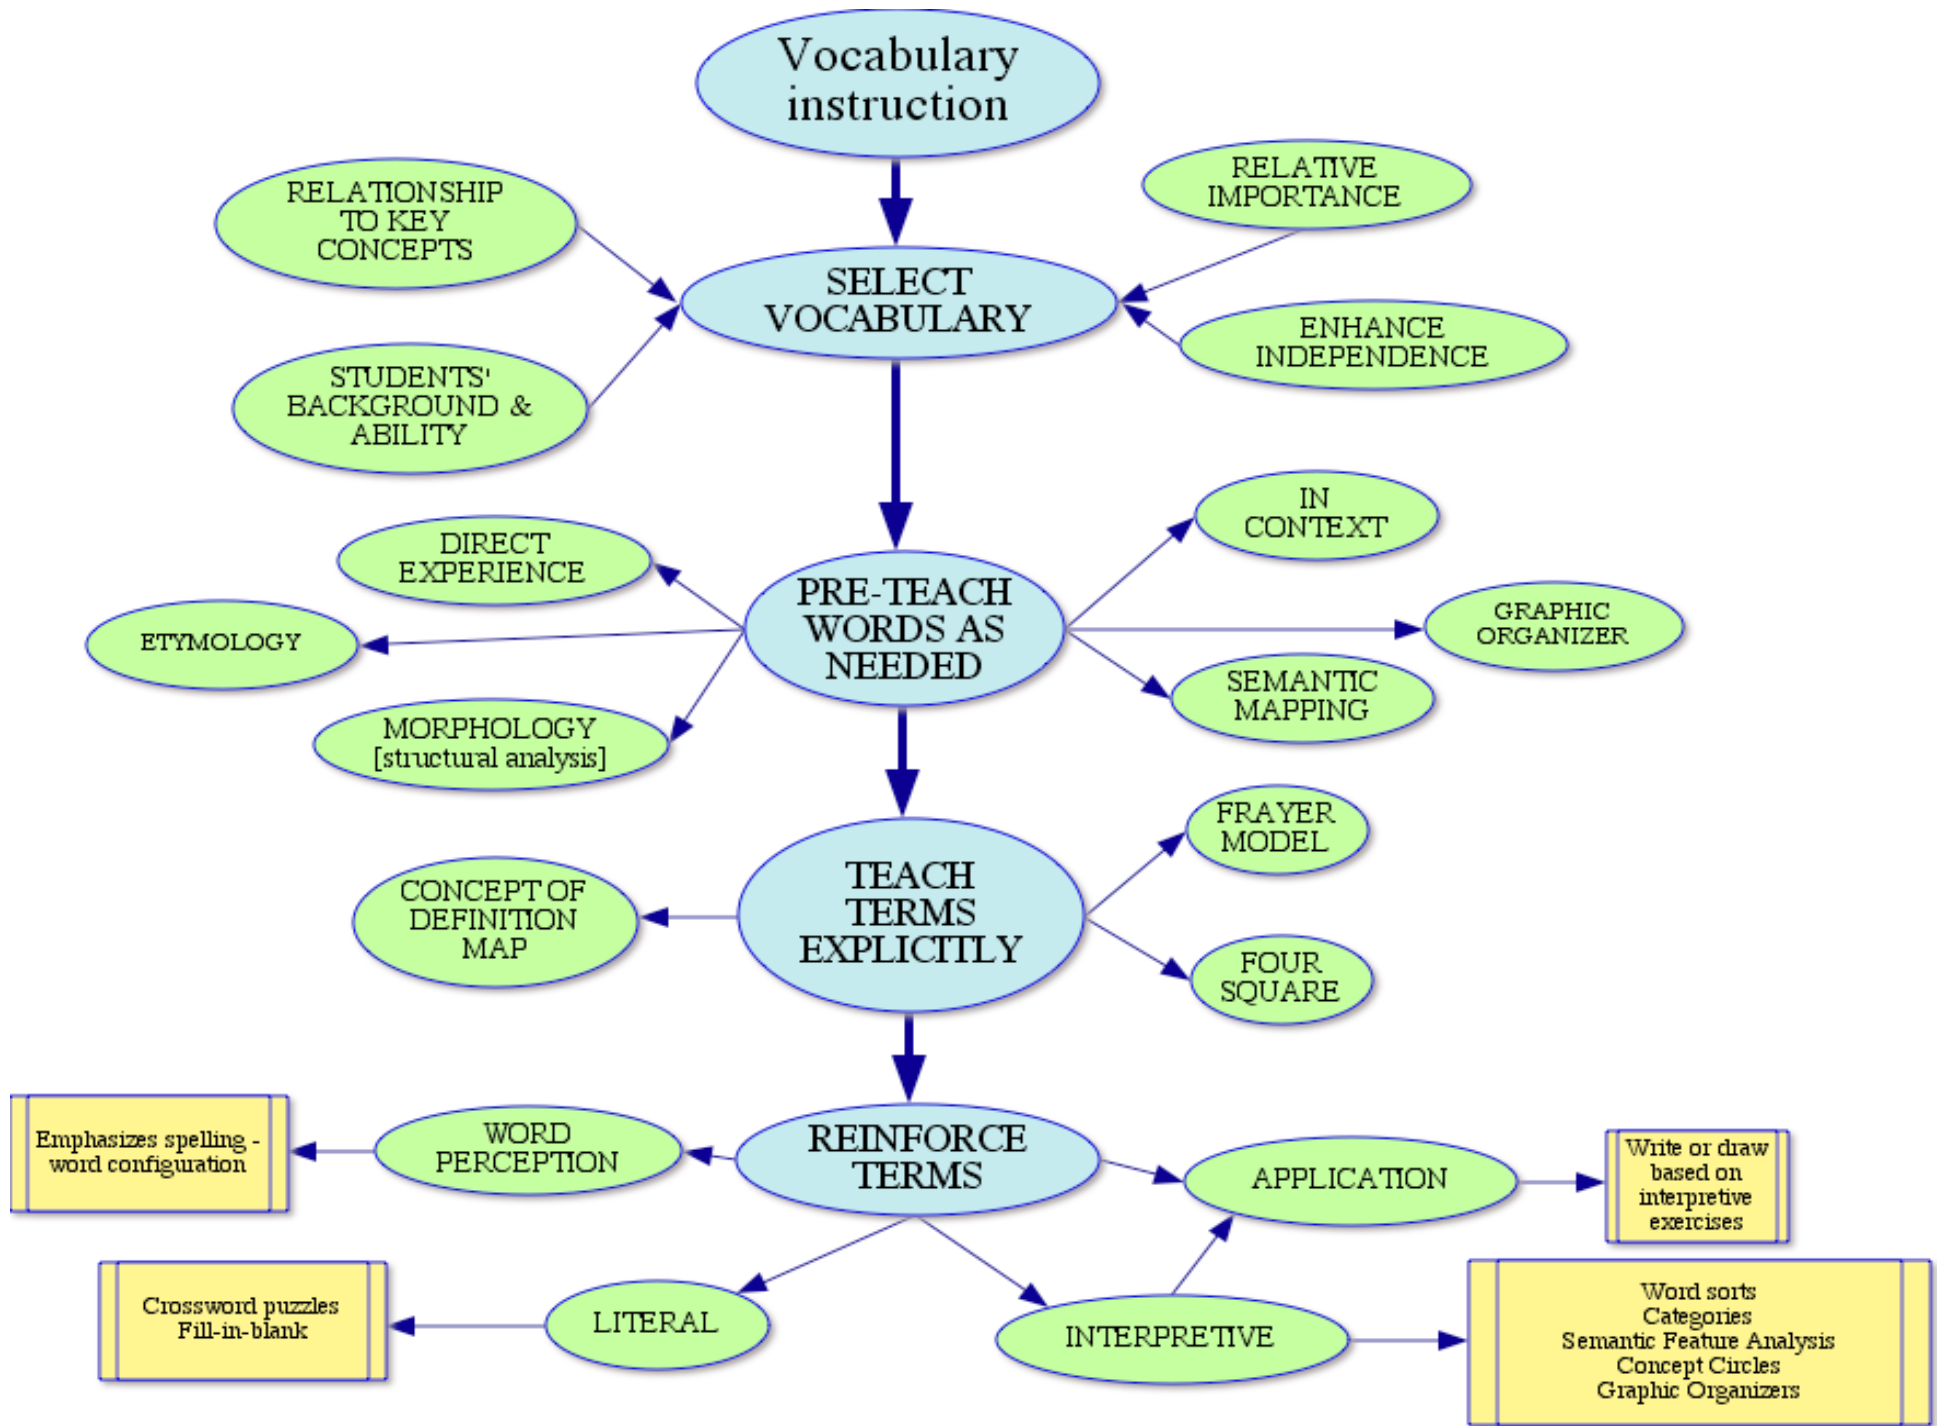 Vocabulary
instruction
RELATIONSHIP
TO KEY
CONCEPTS
RELATIVE
IMPORTANCE
SELECT
VOCABULARY
ENHANCE
INDEPENDENCE
STUDENTS'
BACKGROUND &
ABILITY
IN
CONTEXT
DIRECT
EXPERIENCE
PRE-TEACH
WORDS AS
NEEDED
GRAPHIC
ORGANIZER
ETYMOLOGY
SEMANTIC
MAPPING
MORPHOLOGY
[structural analysis]
FRAYER
MODEL
TEACH
TERMS
EXPLICITLY
CONCEPT OF
DEFINITION
MAP
FOUR
SQUARE
Emphasizes spelling -
word configuration
WORD
PERCEPTION
REINFORCE
TERMS
APPLICATION
Write or draw
based on
interpretive
exercises
Crossword puzzles
Fill-in-blank
LITERAL
INTERPRETIVE
Word sorts
Categories
Semantic Feature Analysis
Concept Circles
Graphic Organizers